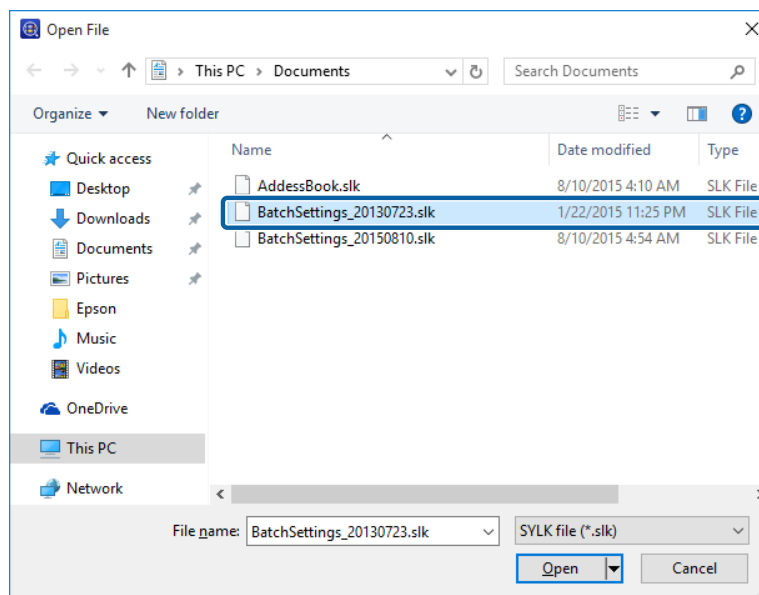 Open File
This PC > Documents
Search Documents
Organize
New folder
?
Name
Date modified
Type
Quick access
Desktop
Downloads
Documents
Pictures
Epson
Music
Videos
OneDrive
This PC
Network
AddessBook.slk 8/10/2015 4:10 AM SLK File
BatchSettings_20130723.slk 1/22/2015 11:25 PM SLK File
BatchSettings_20150810.slk 8/10/2015 4:54 AM SLK File
File name: BatchSettings_20130723.slk SYLK file (*.slk)
Open Cancel